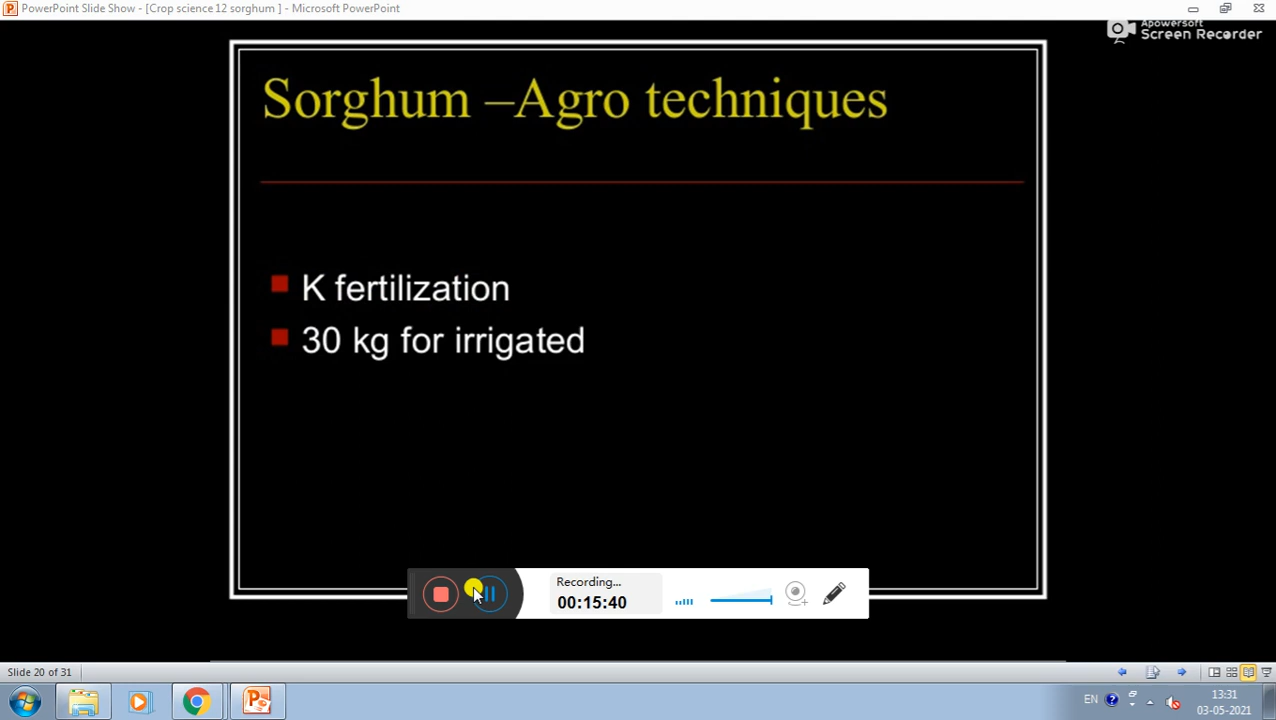 PowerPoint Slide Show - [Crop science 12 sorghum ] - Microsoft PowerPoint
Apowersoft
Screen Recorder
Sorghum –Agro techniques
K fertilization
30 kg for irrigated
Recording...
00:15:40
Slide 20 of 31
EN
13:31
03-05-2021